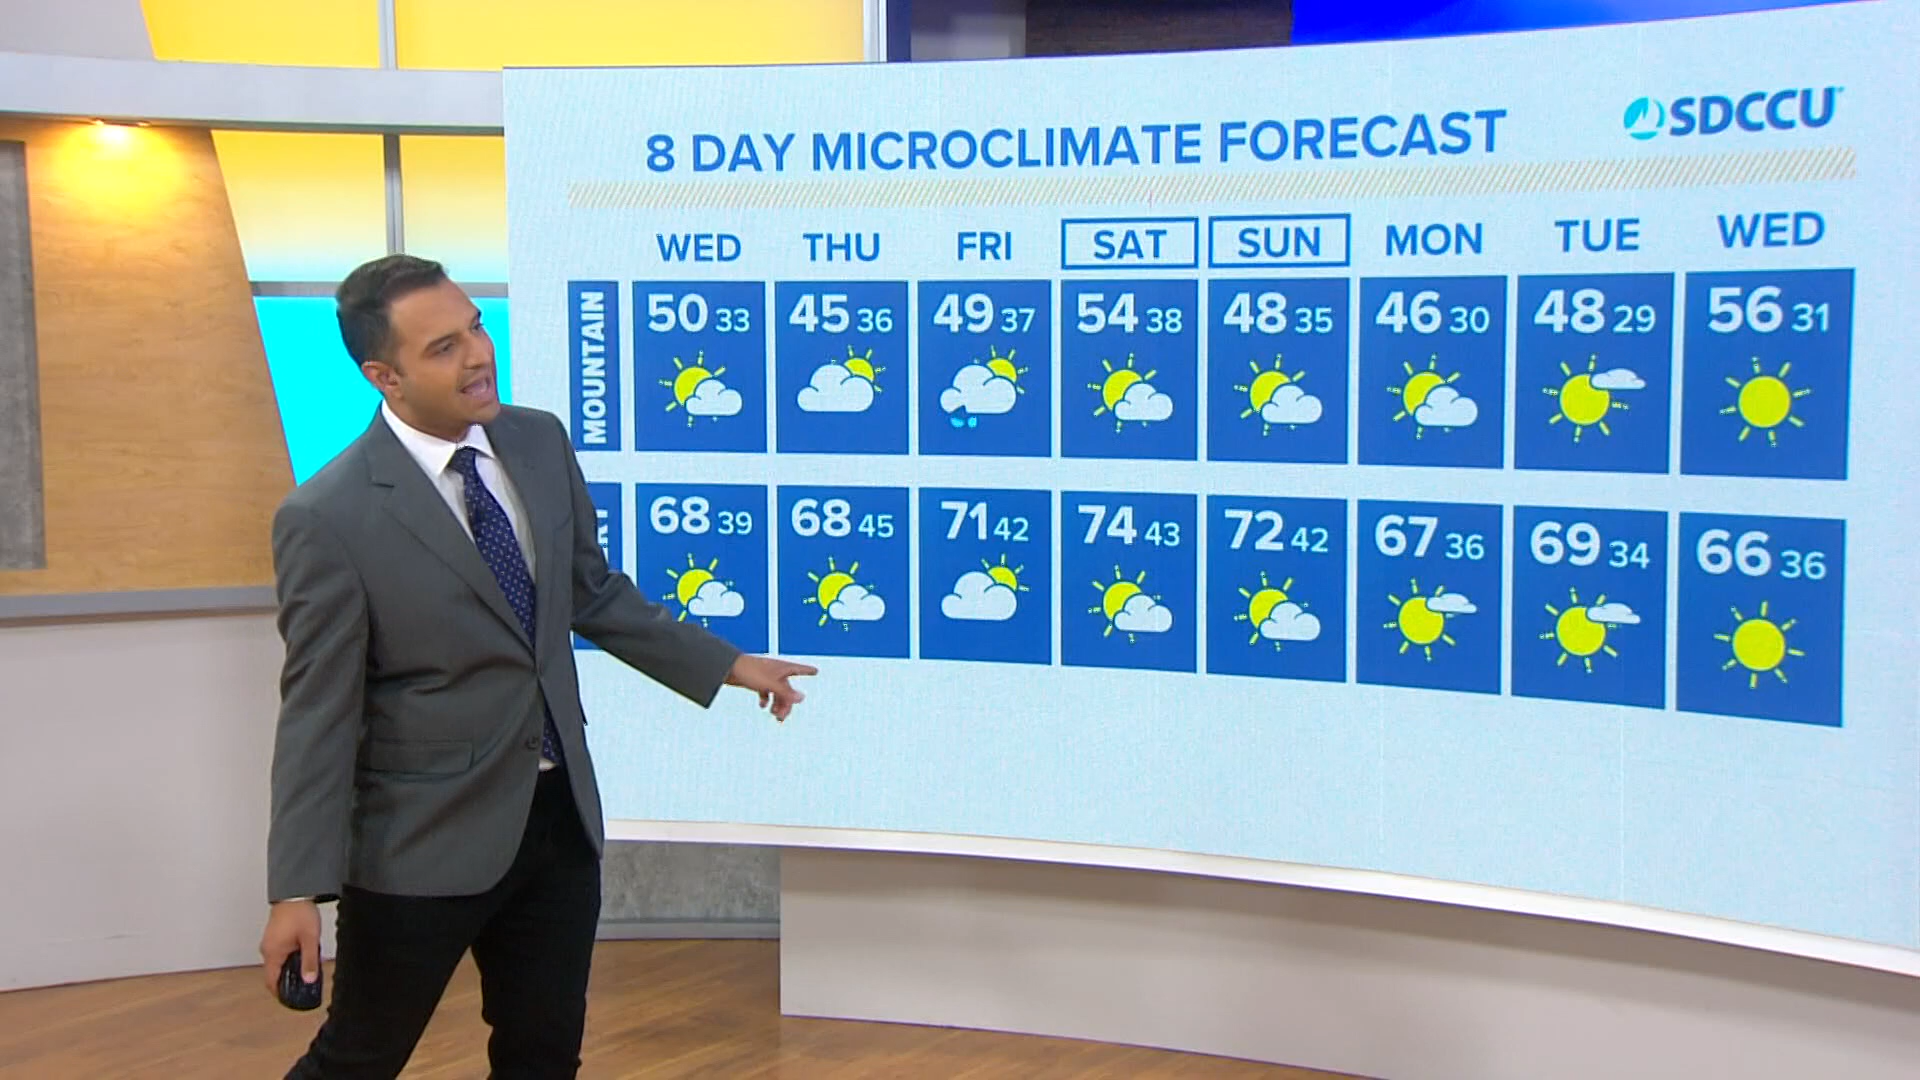 SDCCU
8 DAY MICROCLIMATE FORECAST
WED THU FRI SAT SUN MON TUE WED
MOUNTAIN
50 33 45 36 49 37 54 38 48 35 46 30 48 29 56 31
68 39 68 45 71 42 74 43 72 42 67 36 69 34 66 36